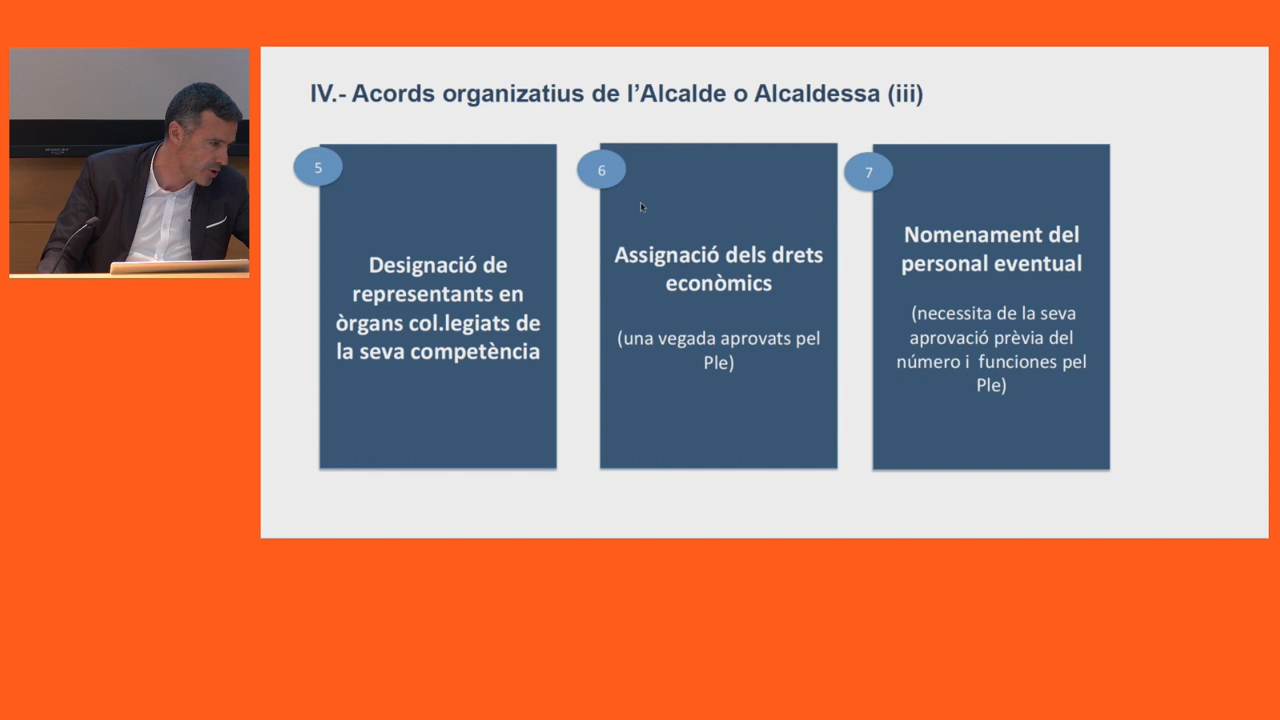 IV.- Acords organizatius de l’Alcalde o Alcaldessa (iii)
5
Designació de
representants en
òrgans col.legiats de
la seva competència
6
Assignació dels drets
econòmics
(una vegada aprovats pel
Ple)
7
Nomenament del
personal eventual
(necessita de la seva
aprovació prèvia del
número i  funciones pel
Ple)